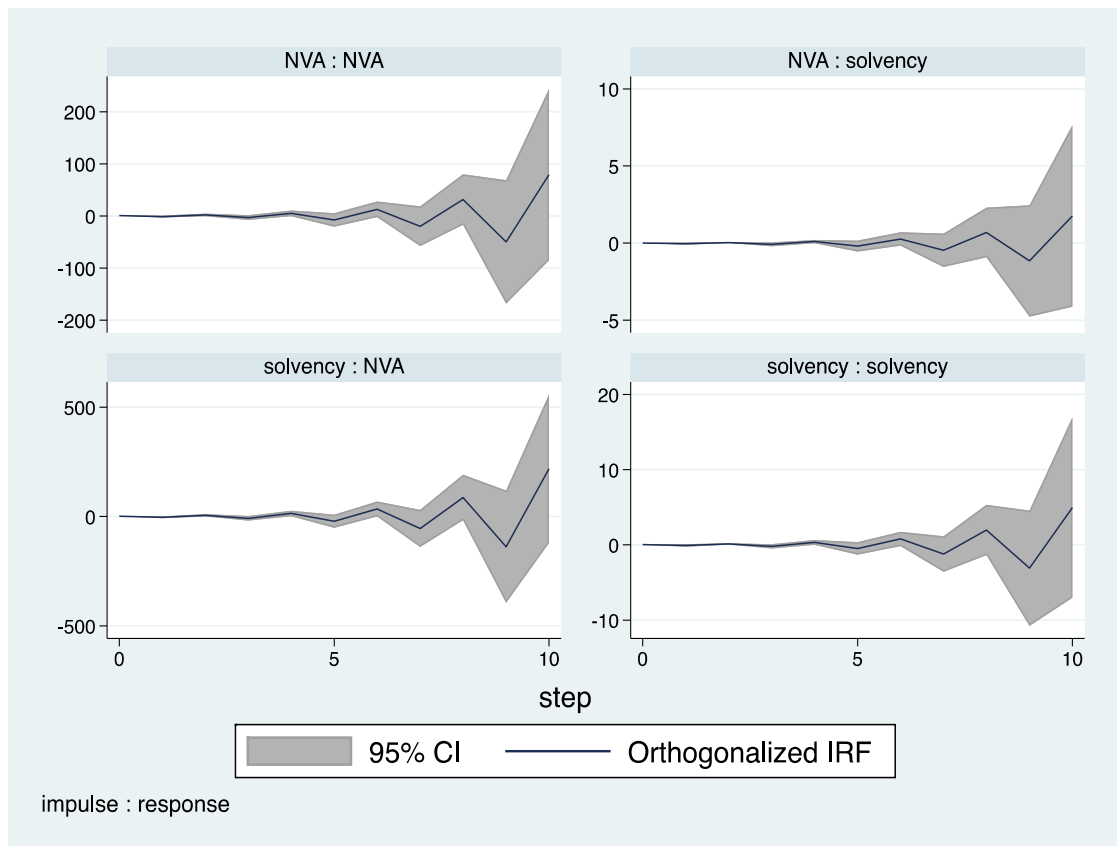 NVA : NVA
NVA : solvency
200
100
0
-100
-200
10
5
0
-5
solvency : NVA
solvency : solvency
500
0
-500
20
10
0
-10
0 5 10
0 5 10
step
95% CI Orthogonalized IRF
impulse : response